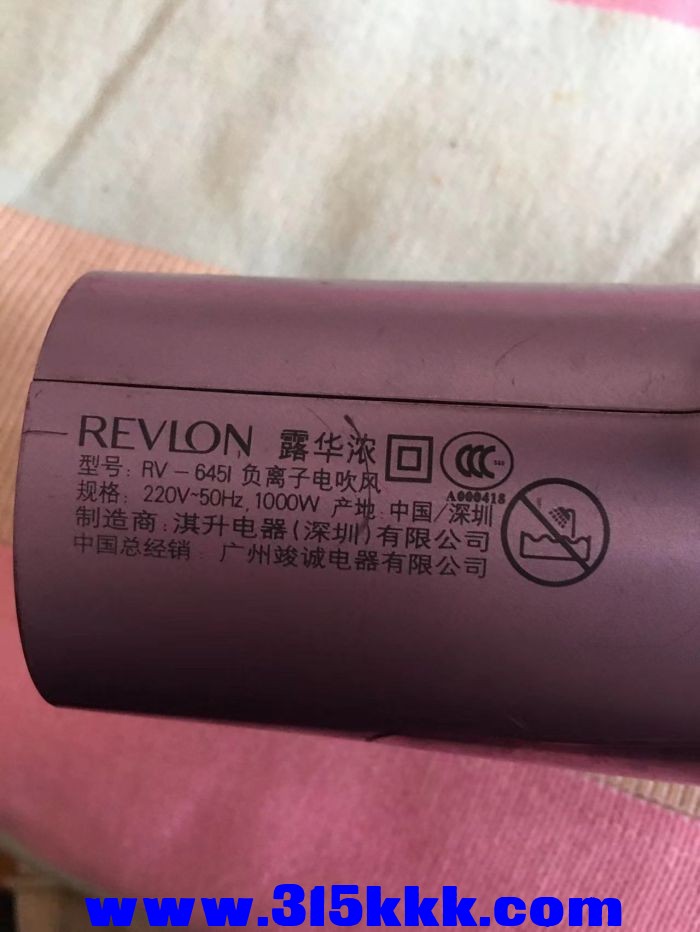 REVLON 露华浓
型号: RV-645I 负离子电吹风
规格: 220V~50Hz, 1000W 产地: 中国/深圳
制造商: 淇升电器(深圳)有限公司
中国总经销: 广州竣诚电器有限公司
CCC
A000418
www.315kkk.com